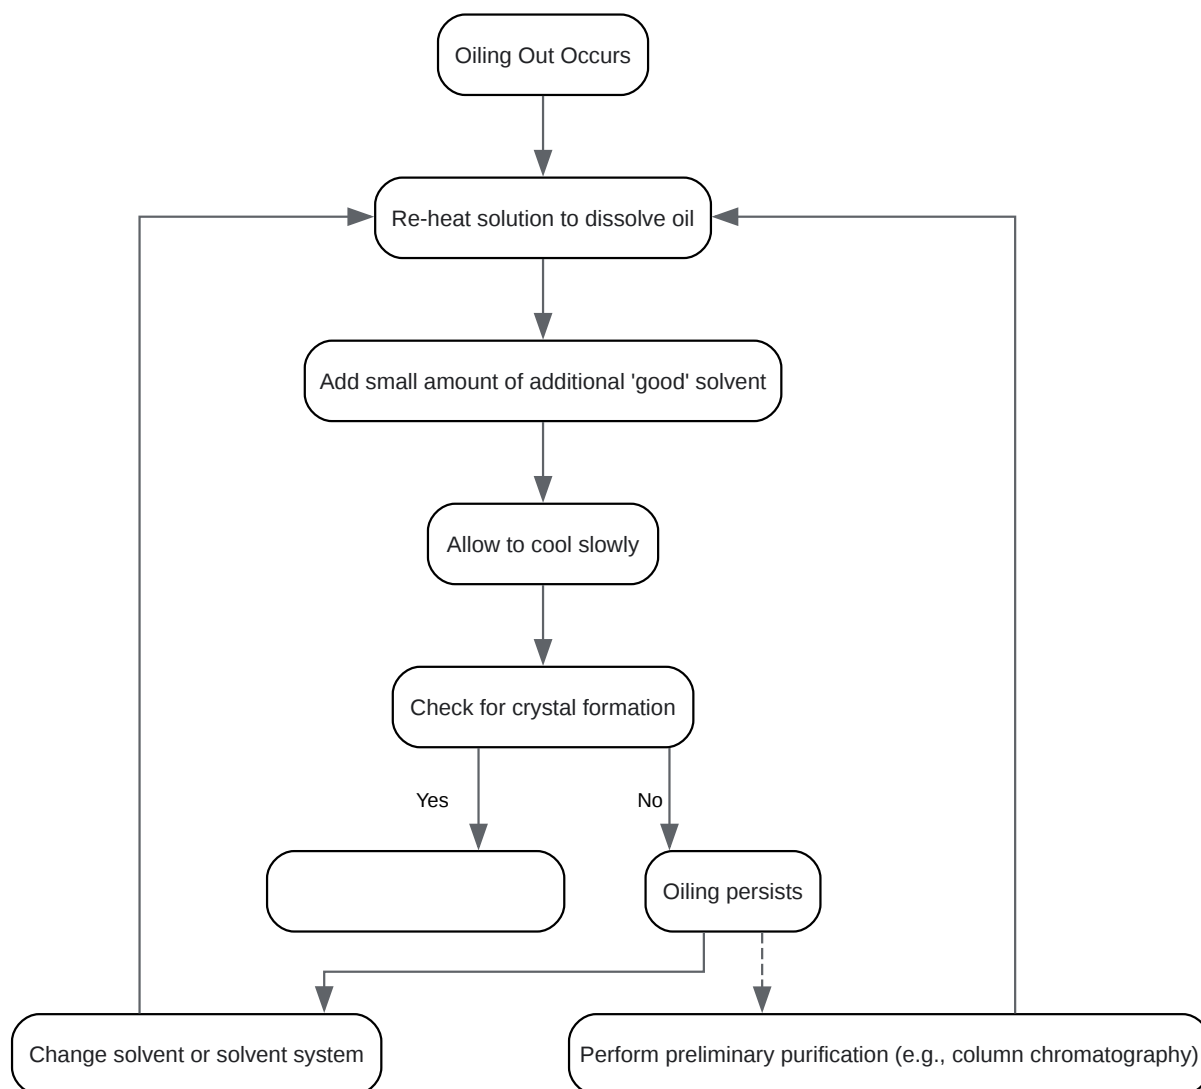 Oiling Out Occurs
Re-heat solution to dissolve oil
Add small amount of additional 'good' solvent
Allow to cool slowly
Check for crystal formation
Yes
No
Oiling persists
Change solvent or solvent system
Perform preliminary purification (e.g., column chromatography)